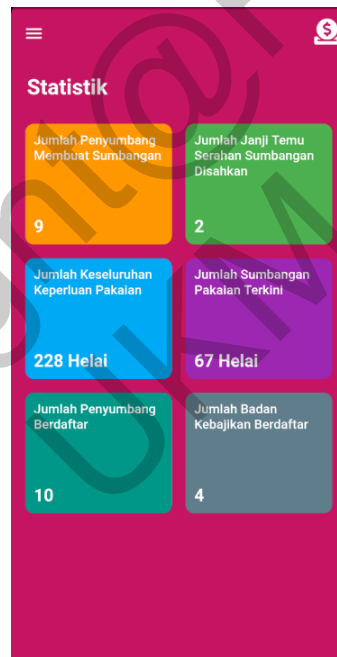 Statistik
Jumlah Penyumbang
Membuat Sumbangan
9
Jumlah Janji Temu
Serahan Sumbangan
Disahkan
2
Jumlah Keseluruhan
Keperluan Pakaian
228 Helai
Jumlah Sumbangan
Pakaian Terkini
67 Helai
Jumlah Penyumbang
Berdaftar
10
Jumlah Badan
Kebajikan Berdaftar
4
UKM